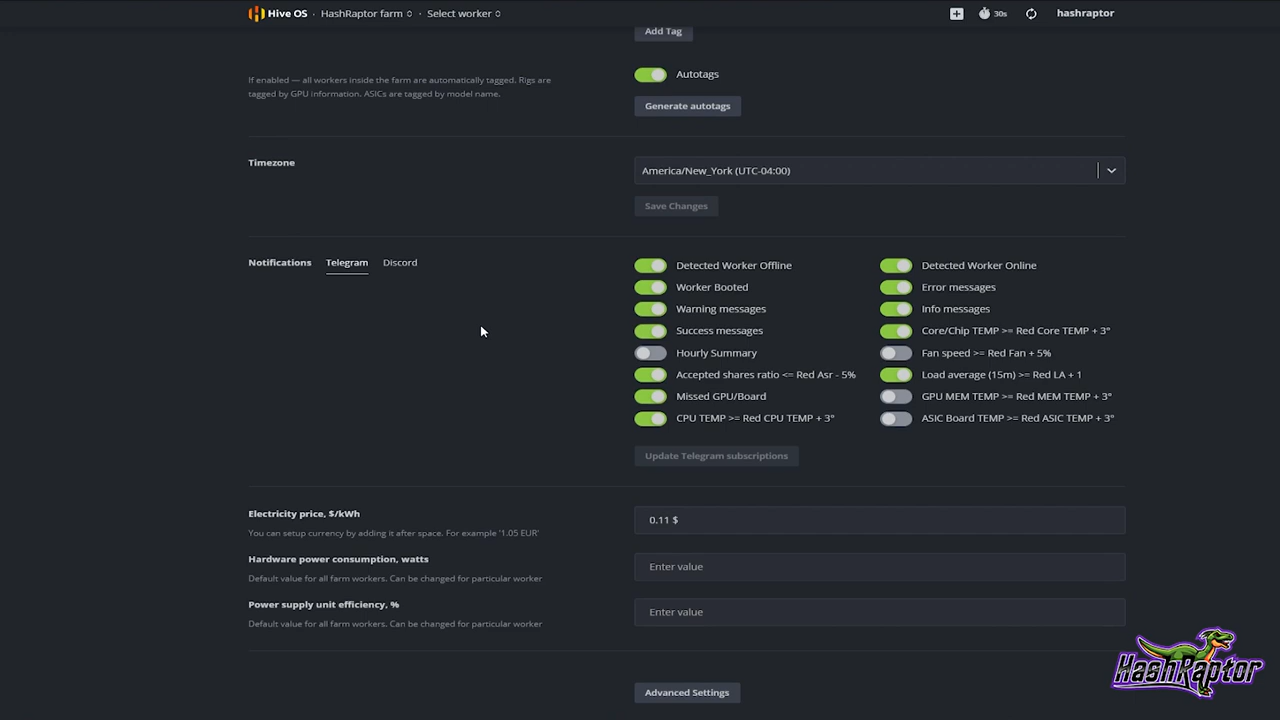 Hive OS · HashRaptor farm · Select worker
30s
hashraptor
Add Tag
If enabled — all workers inside the farm are automatically tagged. Rigs are
tagged by GPU information. ASICs are tagged by model name.
Autotags
Generate autotags
Timezone
America/New_York (UTC-04:00)
Save Changes
Notifications Telegram Discord
Detected Worker Offline
Detected Worker Online
Worker Booted
Error messages
Warning messages
Info messages
Success messages
Core/Chip TEMP >= Red Core TEMP + 3°
Hourly Summary
Fan speed >= Red Fan + 5%
Accepted shares ratio <= Red Asr - 5%
Load average (15m) >= Red LA + 1
Missed GPU/Board
GPU MEM TEMP >= Red MEM TEMP + 3°
CPU TEMP >= Red CPU TEMP + 3°
ASIC Board TEMP >= Red ASIC TEMP + 3°
Update Telegram subscriptions
Electricity price, $/kWh
You can setup currency by adding it after space. For example '1.05 EUR'
0.11 $
Hardware power consumption, watts
Default value for all farm workers. Can be changed for particular worker
Enter value
Power supply unit efficiency, %
Default value for all farm workers. Can be changed for particular worker
Enter value
Advanced Settings
HashRaptor